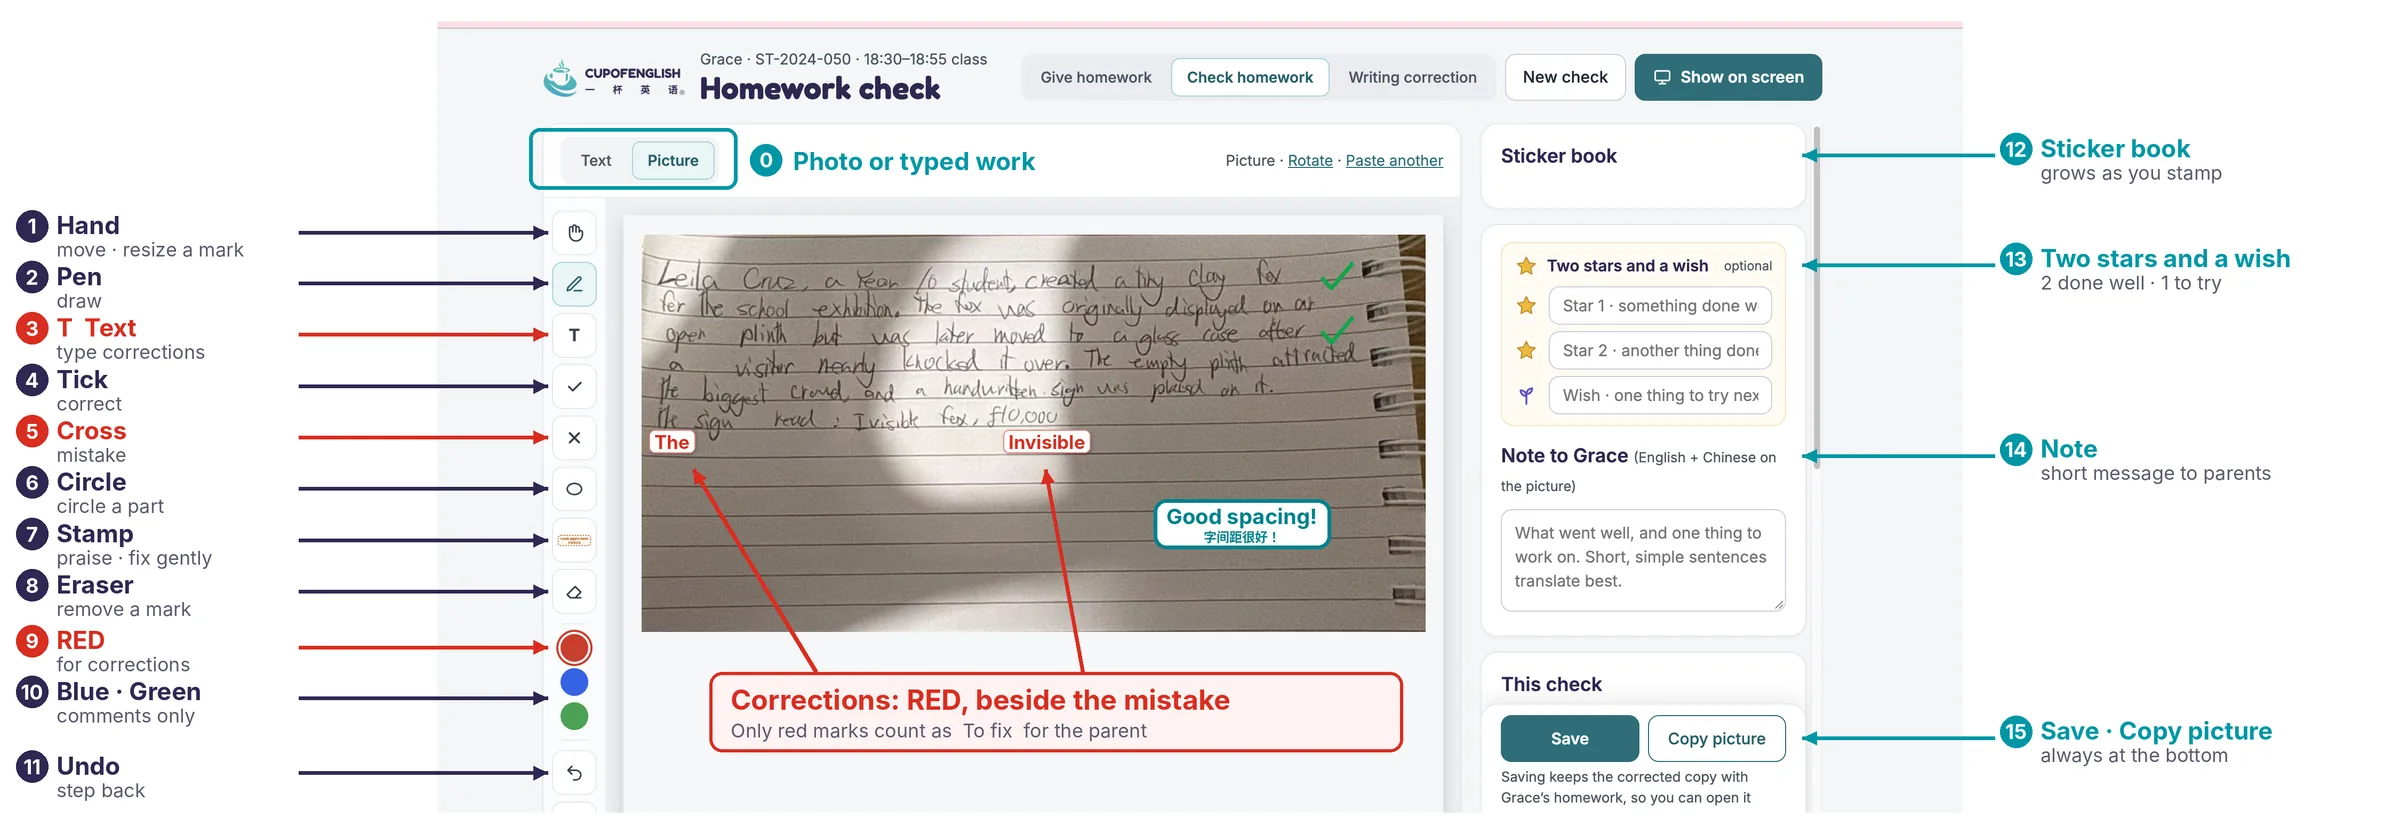 Grace · ST-2024-050 · 18:30–18:55 class
CUPOFENGLISH
一杯英语®
Homework check
Give homework
Check homework
Writing correction
New check
Show on screen
Text
Picture
0 Photo or typed work
Picture · Rotate · Paste another
1 Hand
move · resize a mark
2 Pen
draw
3 T Text
type corrections
4 Tick
correct
5 Cross
mistake
6 Circle
circle a part
7 Stamp
praise · fix gently
8 Eraser
remove a mark
9 RED
for corrections
10 Blue · Green
comments only
11 Undo
step back
T
Leila Cruz, a Year 10 student, created a tiny clay fox
for the school exhibition. The fox was originally displayed on an
open plinth but was later moved to a glass case after
a visitor nearly knocked it over. The empty plinth attracted
the biggest crowd, and a handwritten sign was placed on it.
the sign read : Ivisible fox, £10,000
The
Invisible
Good spacing!
字间距很好！
Corrections: RED, beside the mistake
Only red marks count as To fix for the parent
Sticker book
Two stars and a wish optional
Star 1 · something done w
Star 2 · another thing done
Wish · one thing to try nex
Note to Grace (English + Chinese on
the picture)
What went well, and one thing to
work on. Short, simple sentences
translate best.
This check
Save
Copy picture
Saving keeps the corrected copy with
Grace's homework, so you can open it
12 Sticker book
grows as you stamp
13 Two stars and a wish
2 done well · 1 to try
14 Note
short message to parents
15 Save · Copy picture
always at the bottom